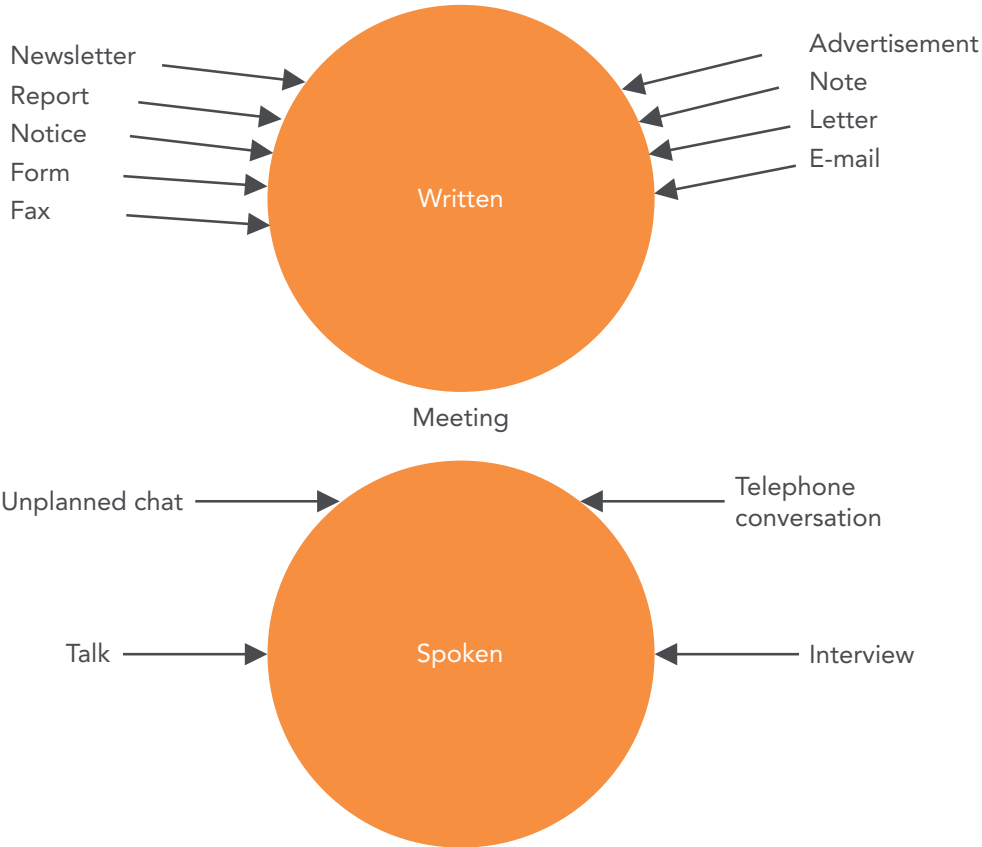 Newsletter
Report
Notice
Form
Fax
Advertisement
Note
Letter
E-mail
Written
Meeting
Unplanned chat
Telephone
conversation
Talk
Spoken
Interview